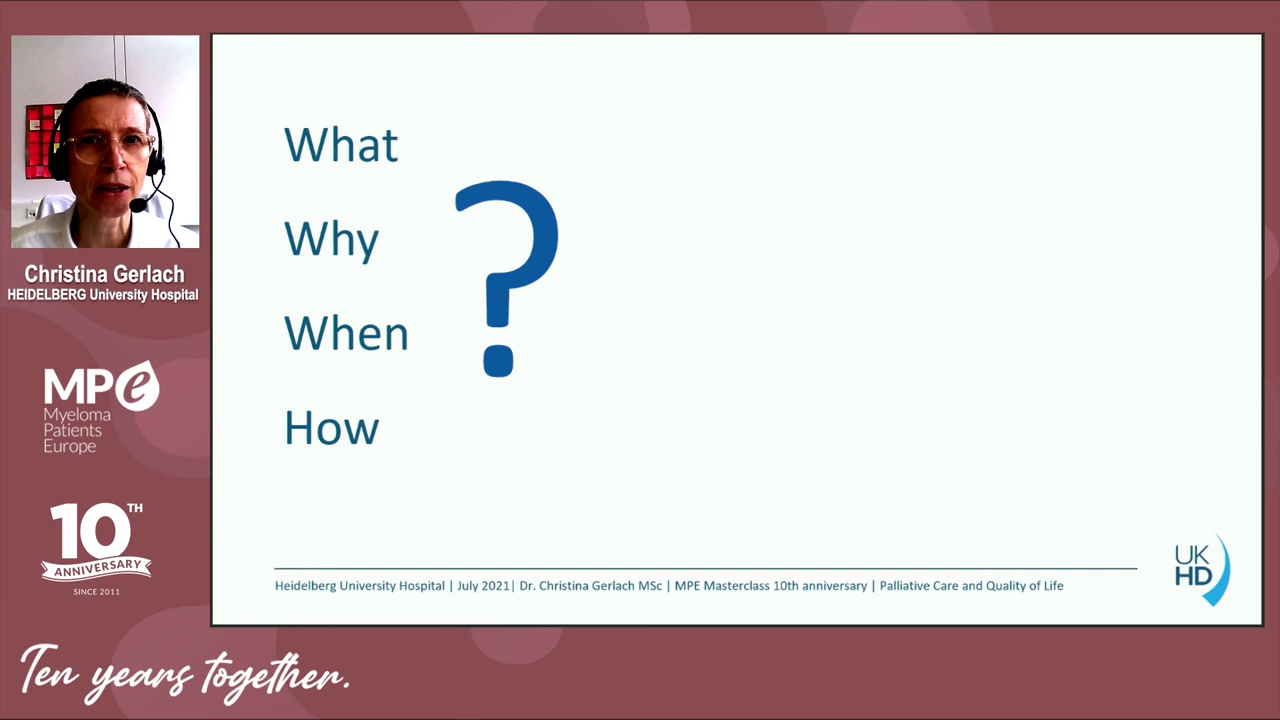 Christina Gerlach
HEIDELBERG University Hospital
MPe
Myeloma
Patients
Europe
10TH
ANNIVERSARY
SINCE 2011
Ten years together.
What
Why
When
How
?
Heidelberg University Hospital | July 2021| Dr. Christina Gerlach MSc | MPE Masterclass 10th anniversary | Palliative Care and Quality of Life
UK
HD